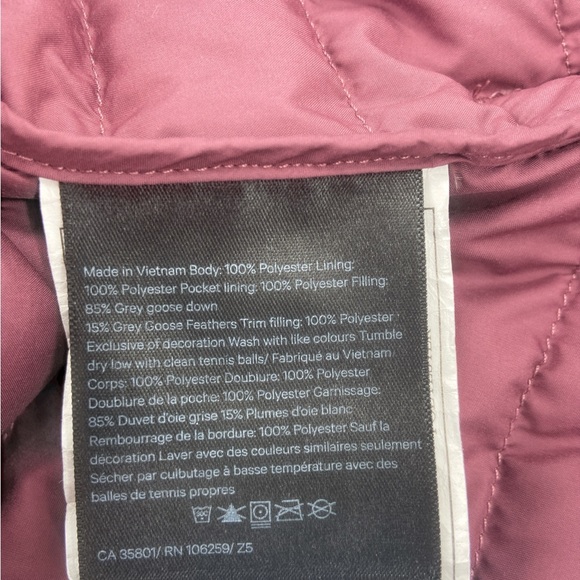 Made in Vietnam Body: 100% Polyester Lining:
100% Polyester Pocket lining: 100% Polyester Filling:
85% Grey goose down
15% Grey Goose Feathers Trim filling: 100% Polyester
Exclusive of decoration Wash with like colours Tumble
dry low with clean tennis balls/ Fabriqué au Vietnam
Corps: 100% Polyester Doublure: 100% Polyester
Doublure de la poche: 100% Polyester Garnissage:
85% Duvet d'oie grise 15% Plumes d'oie blanc
Rembourrage de la bordure: 100% Polyester Sauf la
décoration Laver avec des couleurs similaires seulement
Sécher par culbutage à basse température avec des
balles de tennis propres
CA 35801/ RN 106259/ Z5